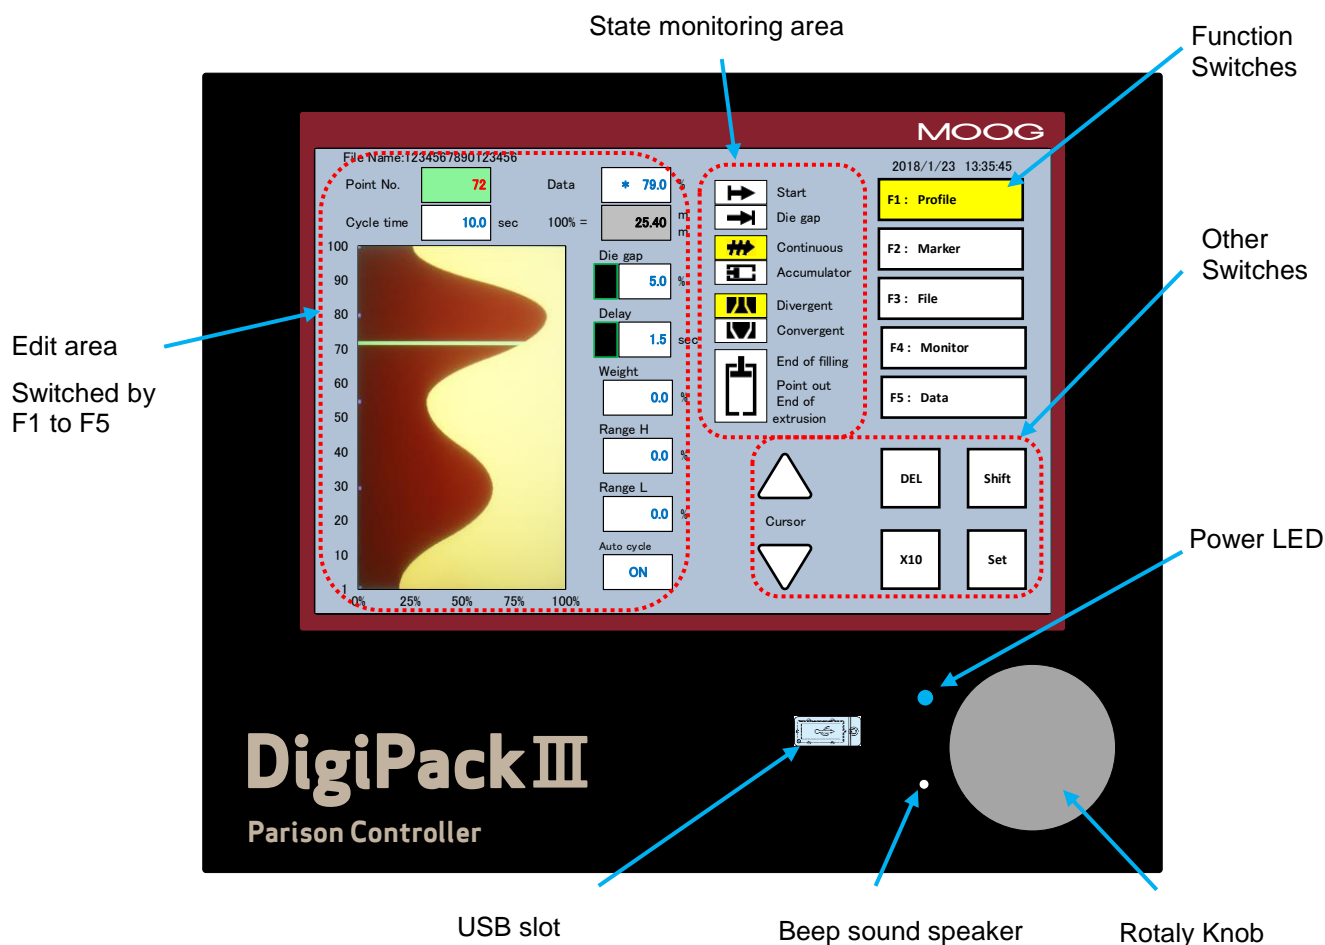 State monitoring area
Function
Switches
MOOG
File Name:1234567890123456
2018/1/23 13:35:45
Point No.
72
Data
* 79.0
%
Cycle time
10.0
sec
100% =
25.40
m
m
100
90
80
70
60
50
40
30
20
10
1
0%
25%
50%
75%
100%
Die gap
5.0
%
Delay
1.5
sec
Weight
0.0
%
Range H
0.0
%
Range L
0.0
%
Auto cycle
ON
Start
Die gap
Continuous
Accumulator
Divergent
Convergent
End of filling
Point out
End of
extrusion
F1 : Profile
F2 : Marker
F3 : File
F4 : Monitor
F5 : Data
Other
Switches
Edit area
Switched by
F1 to F5
Cursor
DEL
Shift
X10
Set
Power LED
DigiPack III
Parison Controller
USB slot
Beep sound speaker
Rotaly Knob